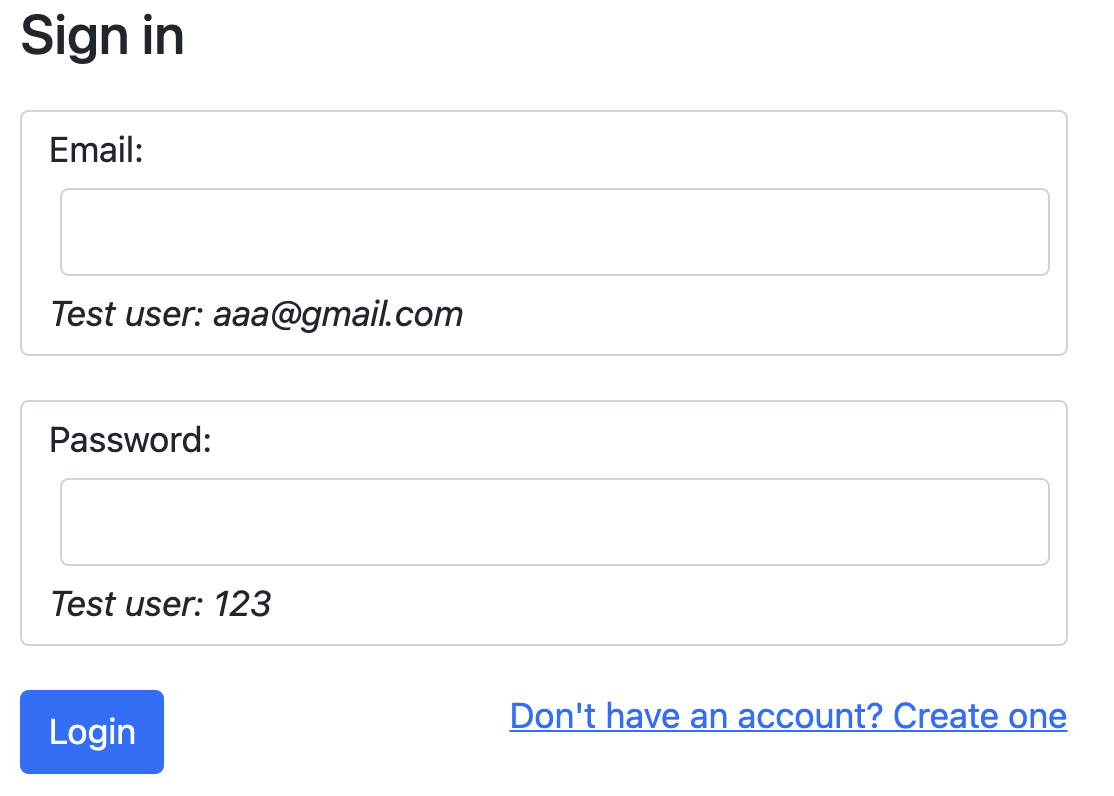 Sign in
Email:
Test user: aaa@gmail.com
Password:
Test user: 123
Login
Don't have an account? Create one